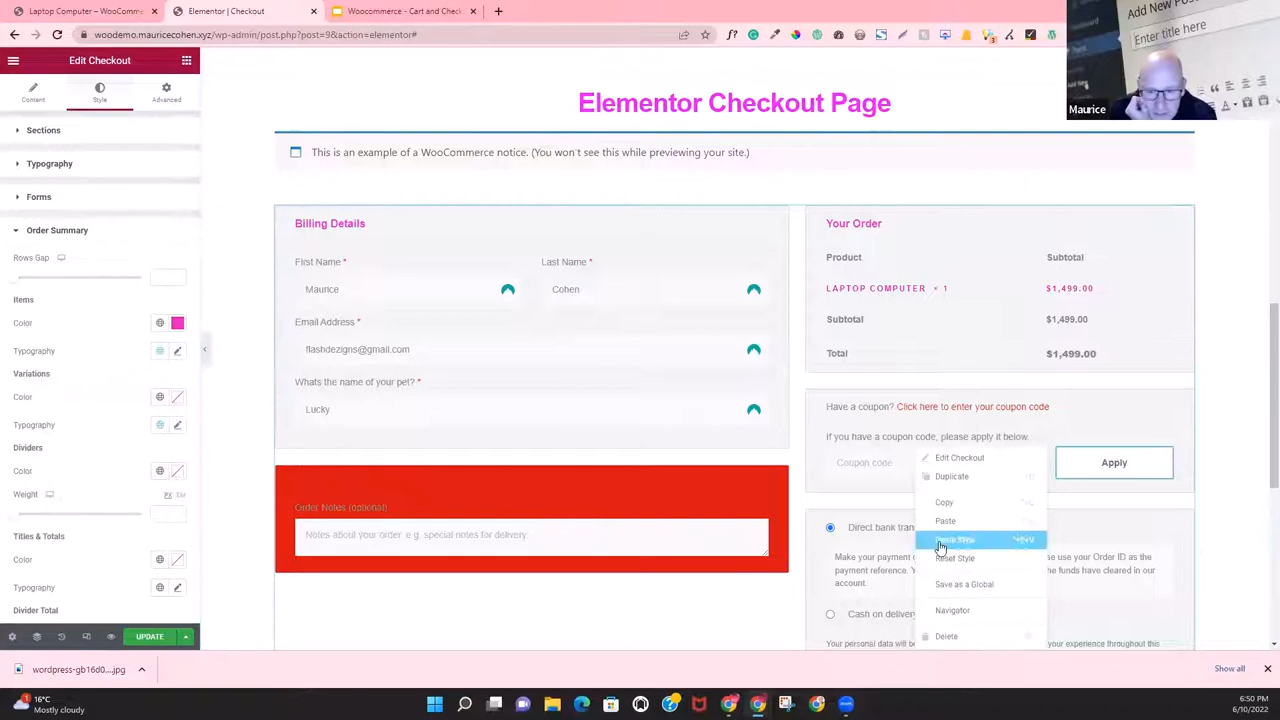 Laptop Computer – WooComme
Elementor | Checkout
Woocommerce - Cart and Check
woodemo.mauricecohen.xyz/wp-admin/post.php?post=9&action=elementor#
Add New Pos
Enter title here
Maurice
Edit Checkout
Content
Style
Advanced
Sections
Typography
Forms
Order Summary
Rows Gap
Items
Color
Typography
Variations
Color
Typography
Dividers
Color
Weight
PX EM
Titles & Totals
Color
Typography
Divider Total
UPDATE
Elementor Checkout Page
This is an example of a WooCommerce notice. (You won't see this while previewing your site.)
Billing Details
First Name *
Last Name *
Maurice
Cohen
Email Address *
flashdezigns@gmail.com
Whats the name of your pet? *
Lucky
Order Notes (optional)
Notes about your order, e.g. special notes for delivery.
Your Order
Product Subtotal
LAPTOP COMPUTER × 1 $1,499.00
Subtotal $1,499.00
Total $1,499.00
Have a coupon? Click here to enter your coupon code
If you have a coupon code, please apply it below.
Coupon code
Apply
Direct bank tran
Make your payment
se use your Order ID as the
payment reference. Y
the funds have cleared in our
account.
Cash on deliver
Your personal data will be
your experience throughout this
Edit Checkout
Duplicate
Copy
Paste
Paste Style
Reset Style
Save as a Global
Navigator
Delete
wordpress-gb16d0....jpg
Show all
16°C
Mostly cloudy
6:50 PM
6/10/2022